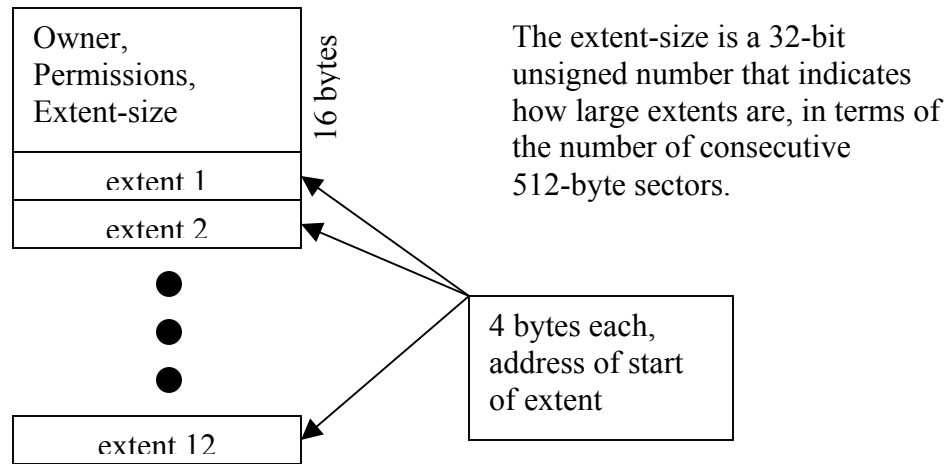 Owner,
Permissions,
Extent-size
16 bytes
extent 1
extent 2
extent 12
The extent-size is a 32-bit
unsigned number that indicates
how large extents are, in terms of
the number of consecutive
512-byte sectors.
4 bytes each,
address of start
of extent